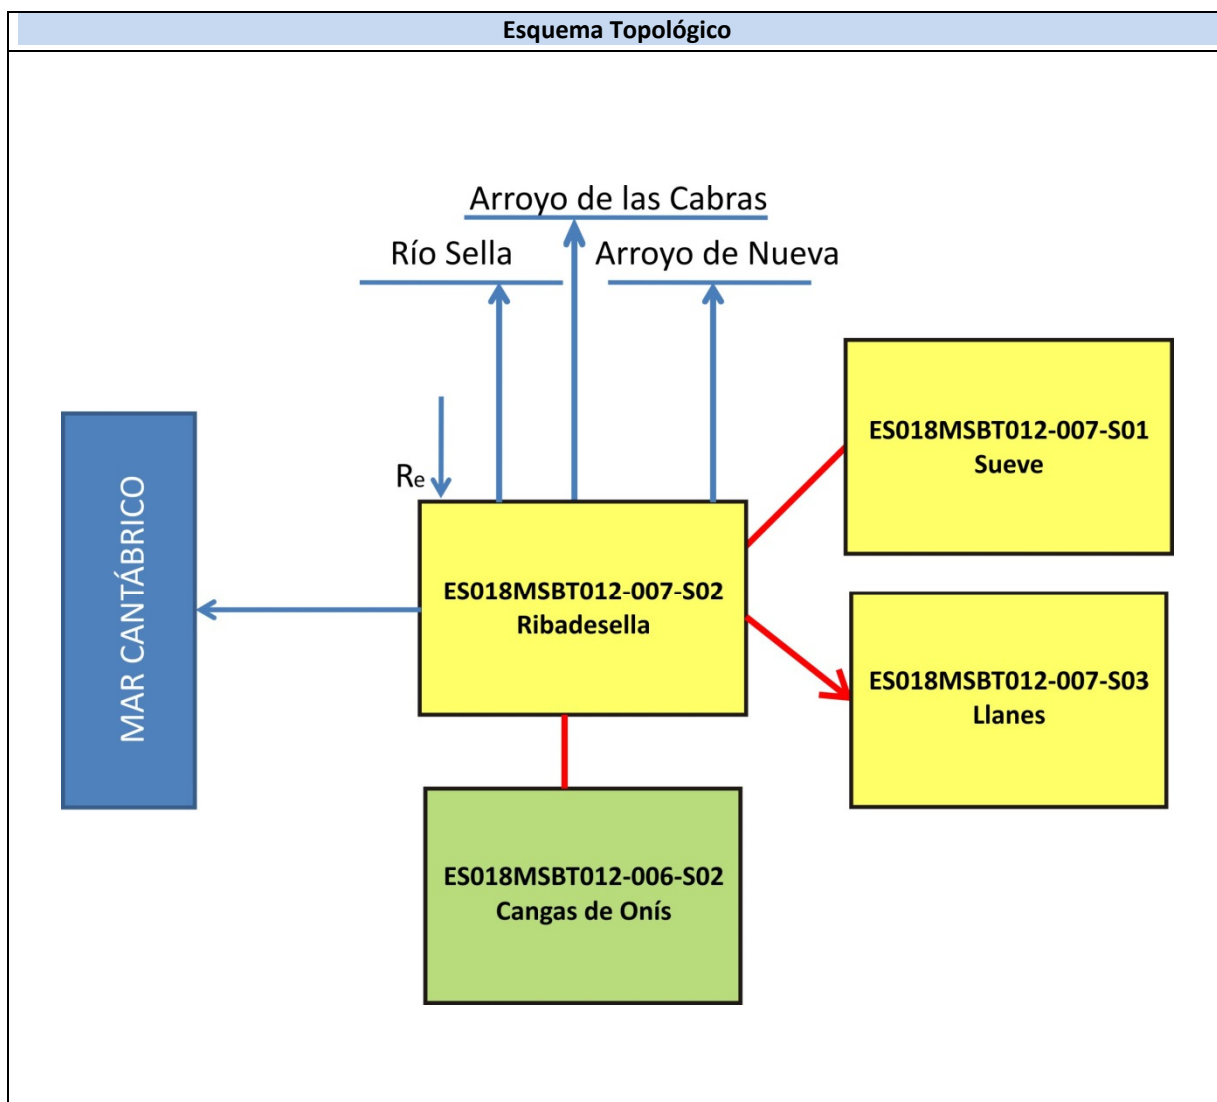 Esquema Topológico
Arroyo de las Cabras
Río Sella
Arroyo de Nueva
Re
MAR CANTÁBRICO
ES018MSBT012-007-S01
Sueve
ES018MSBT012-007-S02
Ribadesella
ES018MSBT012-007-S03
Llanes
ES018MSBT012-006-S02
Cangas de Onís